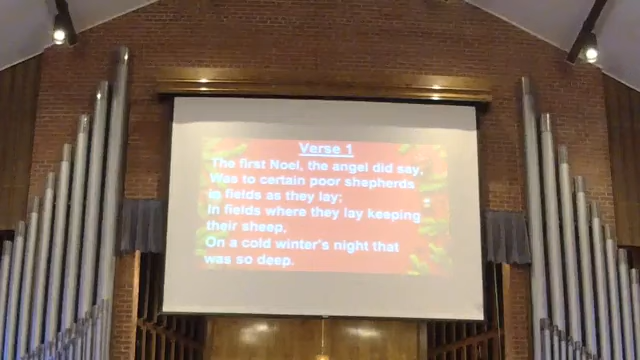 Verse 1
The first Noel, the angel did say,
Was to certain poor shepherds
in fields as they lay;
In fields where they lay keeping
their sheep,
On a cold winter's night that
was so deep.